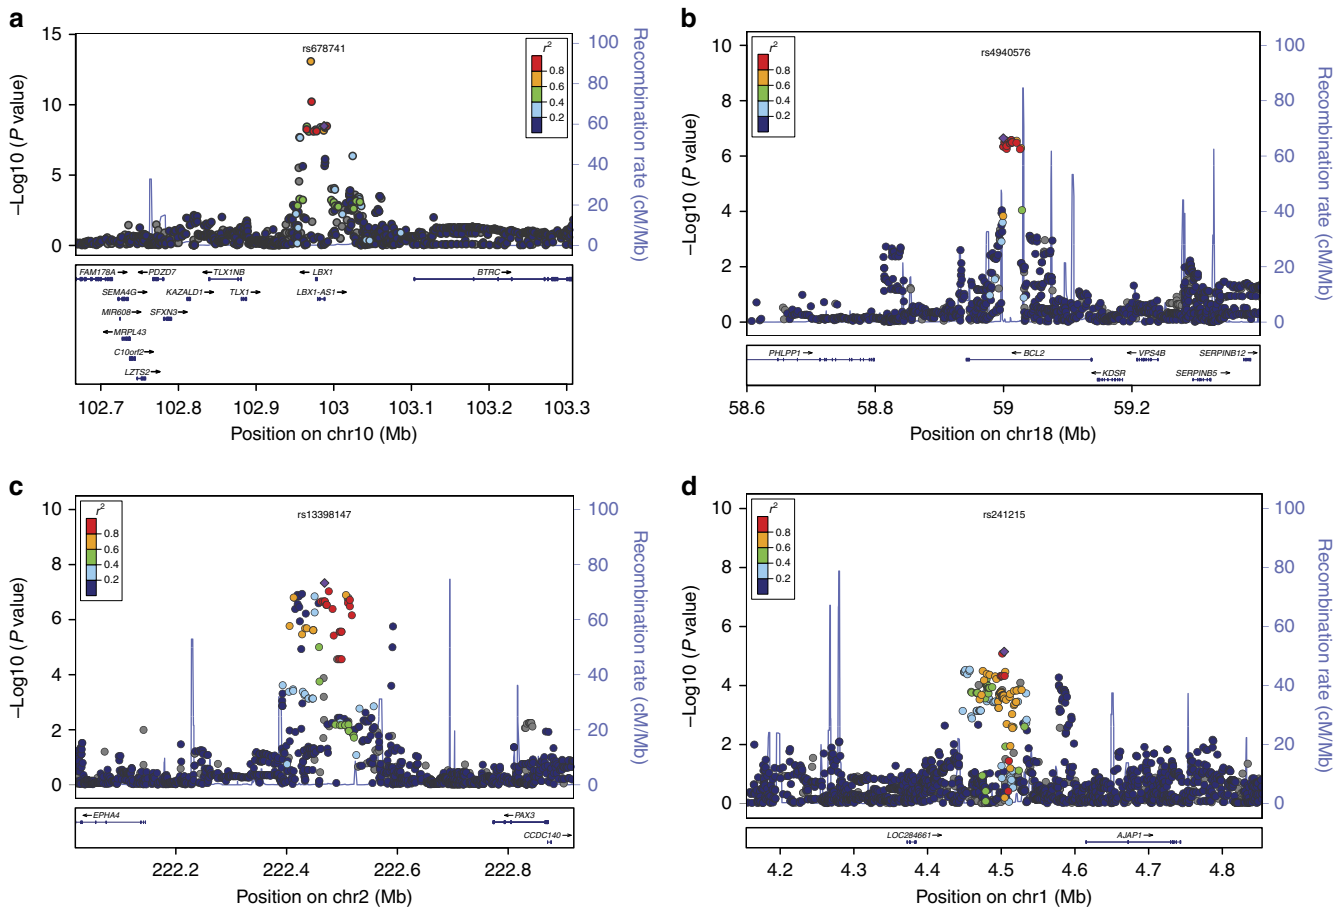 a
rs678741
r2
0.8
0.6
0.4
0.2
15
10
5
0
–Log10 (P value)
100
80
60
40
20
0
Recombination rate (cM/Mb)
FAM178A PDZD7 TLX1NB LBX1 BTRC
SEMA4G KAZALD1 TLX1 LBX1-AS1
MIR608 SFXN3
MRPL43
C10orf2
LZTS2
102.7 102.8 102.9 103 103.1 103.2 103.3
Position on chr10 (Mb)
b
rs4940576
r2
0.8
0.6
0.4
0.2
10
8
6
4
2
0
–Log10 (P value)
100
80
60
40
20
0
Recombination rate (cM/Mb)
PHLPP1 BCL2 VPS4B SERPINB12
KDSR SERPINB5
58.6 58.8 59 59.2
Position on chr18 (Mb)
c
rs13398147
r2
0.8
0.6
0.4
0.2
10
8
6
4
2
0
–Log10 (P value)
100
80
60
40
20
0
Recombination rate (cM/Mb)
EPHA4 PAX3
CCDC140
222.2 222.4 222.6 222.8
Position on chr2 (Mb)
d
rs241215
r2
0.8
0.6
0.4
0.2
10
8
6
4
2
0
–Log10 (P value)
100
80
60
40
20
0
Recombination rate (cM/Mb)
LOC284661 AJAP1
4.2 4.3 4.4 4.5 4.6 4.7 4.8
Position on chr1 (Mb)